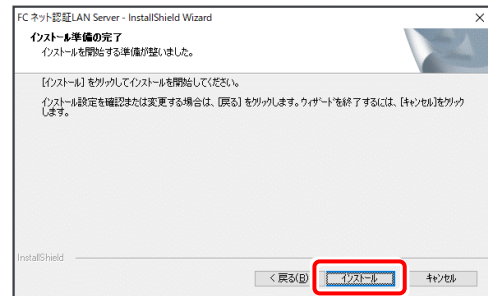 FC ネット認証LAN Server - InstallShield Wizard
インストール準備の完了
インストールを開始する準備が整いました。
[インストール] をクリックしてインストールを開始してください。
インストール設定を確認または変更する場合は、[戻る] をクリックします。ウィザードを終了するには、[キャンセル]をクリック
します。
InstallShield
< 戻る(B)
インストール
キャンセル